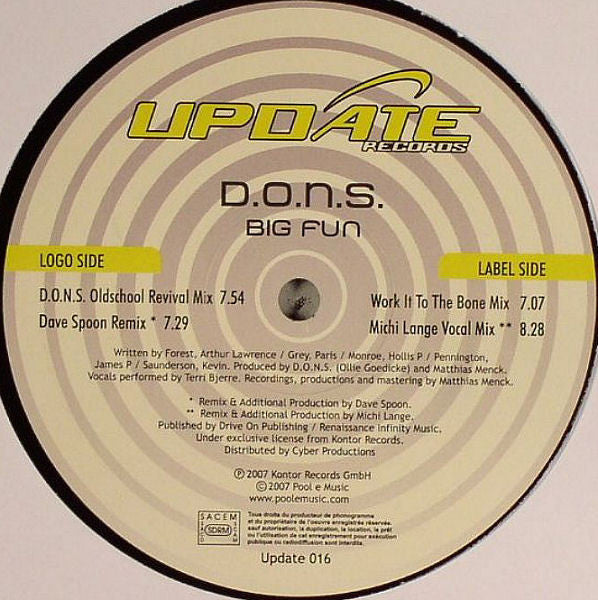 UPDATE
RECORDS
D.O.N.S.
BIG FUN
LOGO SIDE
D.O.N.S. Oldschool Revival Mix 7.54
Dave Spoon Remix * 7.29
LABEL SIDE
Work It To The Bone Mix 7.07
Michi Lange Vocal Mix ** 8.28
Written by Forest, Arthur Lawrence / Grey, Paris / Monroe, Hollis P / Pennington,
James P / Saunderson, Kevin. Produced by D.O.N.S. (Ollie Goedicke) and Matthias Menck.
Vocals performed by Terri Bjerre. Recordings, productions and mastering by Matthias Menck.
* Remix & Additional Production by Dave Spoon.
** Remix & Additional Production by Michi Lange.
Published by Drive On Publishing / Renaissance Infinity Music.
Under exclusive license from Kontor Records.
Distributed by Cyber Productions
℗ 2007 Kontor Records GmbH
© 2007 Pool e Music
www.poolemusic.com
SACEM
SDRM
Tous droits du producteur de phonogramme
et du propriétaire de l'oeuvre enregistrée réservés.
sauf autorisation, la duplication, la location, le prêt
ou l'utilisation de cet enregistrement pour exécution
publique ou radiodiffusion sont interdits.
Update 016